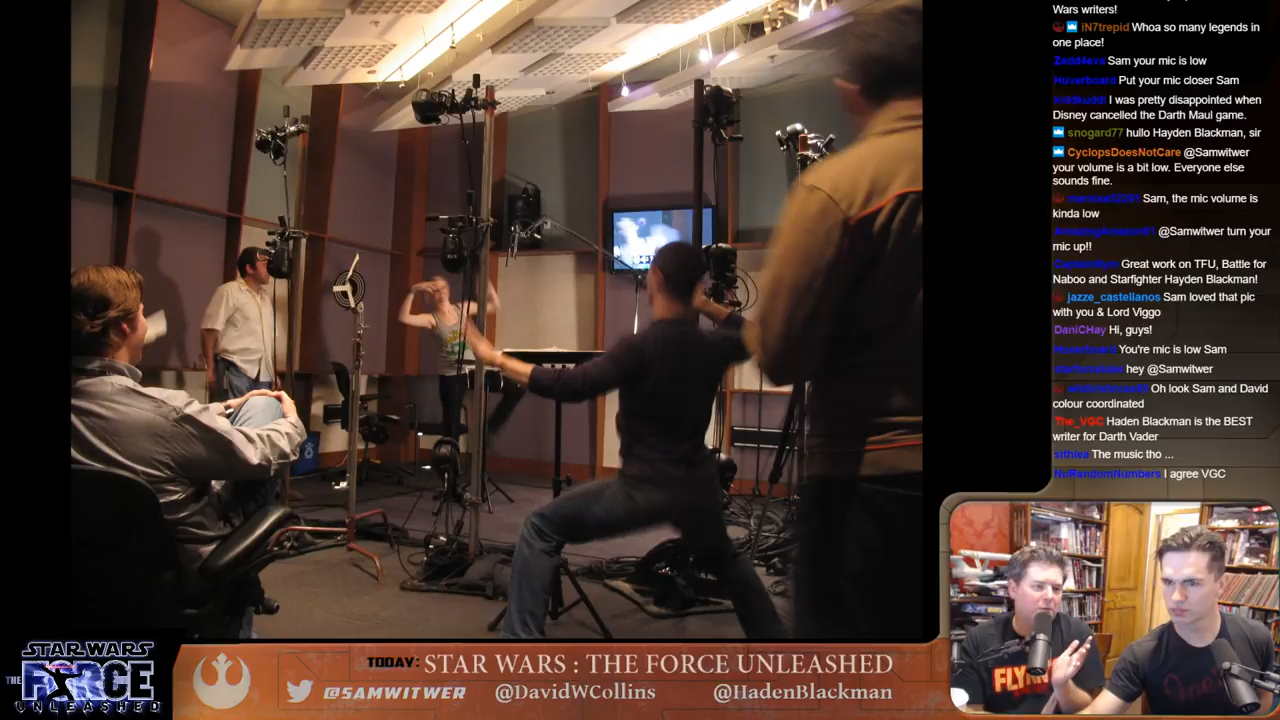 Wars writers!
iN7trepid Whoa so many legends in
one place!
Zedd4eva Sam your mic is low
Huverboard Put your mic closer Sam
I was pretty disappointed when
Disney cancelled the Darth Maul game.
snogard77 hullo Hayden Blackman, sir
CyclopsDoesNotCare @Samwitwer
your volume is a bit low. Everyone else
sounds fine.
Sam, the mic volume is
kinda low
@Samwitwer turn your
mic up!!
Great work on TFU, Battle for
Naboo and Starfighter Hayden Blackman!
jazze_castellanos Sam loved that pic
with you & Lord Viggo
DaniCHay Hi, guys!
Huverboard You're mic is low Sam
hey @Samwitwer
Oh look Sam and David
colour coordinated
The_VGC Haden Blackman is the BEST
writer for Darth Vader
sithlea The music tho ...
NoRandomNumbers I agree VGC
FLYNN
STAR WARS
THE FORCE
UNLEASHED
TODAY: STAR WARS : THE FORCE UNLEASHED
@SAMWITWER @DavidWCollins @HadenBlackman